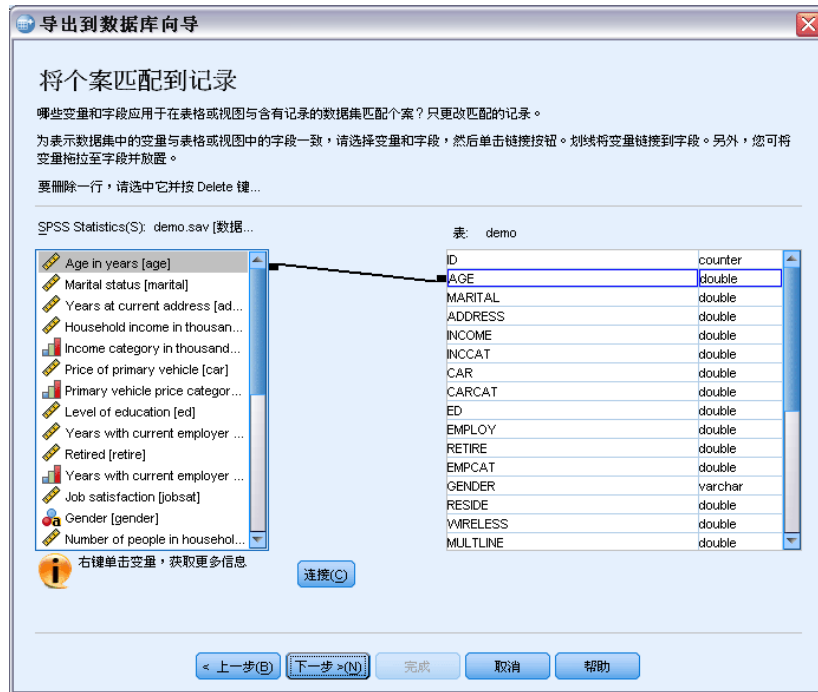 导出到数据库向导
将个案匹配到记录
哪些变量和字段应用于在表格或视图与含有记录的数据集匹配个案？只更改匹配的记录。
为表示数据集中的变量与表格或视图中的字段一致，请选择变量和字段，然后单击链接按钮。划线将变量链接到字段。另外，您可将
变量拖拉至字段并放置。
要删除一行，请选中它并按 Delete 键...
SPSS Statistics(S): demo.sav [数据...
Age in years [age]
Marital status [marital]
Years at current address [ad...
Household income in thousan...
Income category in thousand...
Price of primary vehicle [car]
Primary vehicle price categor...
Level of education [ed]
Years with current employer ...
Retired [retire]
Years with current employer ...
Job satisfaction [jobsat]
Gender [gender]
Number of people in househol...
表: demo
ID counter
AGE double
MARITAL double
ADDRESS double
INCOME double
INCCAT double
CAR double
CARCAT double
ED double
EMPLOY double
RETIRE double
EMPCAT double
GENDER varchar
RESIDE double
WIRELESS double
MULTLINE double
右键单击变量，获取更多信息
连接(C)
< 上一步(B) 下一步 >(N) 完成 取消 帮助